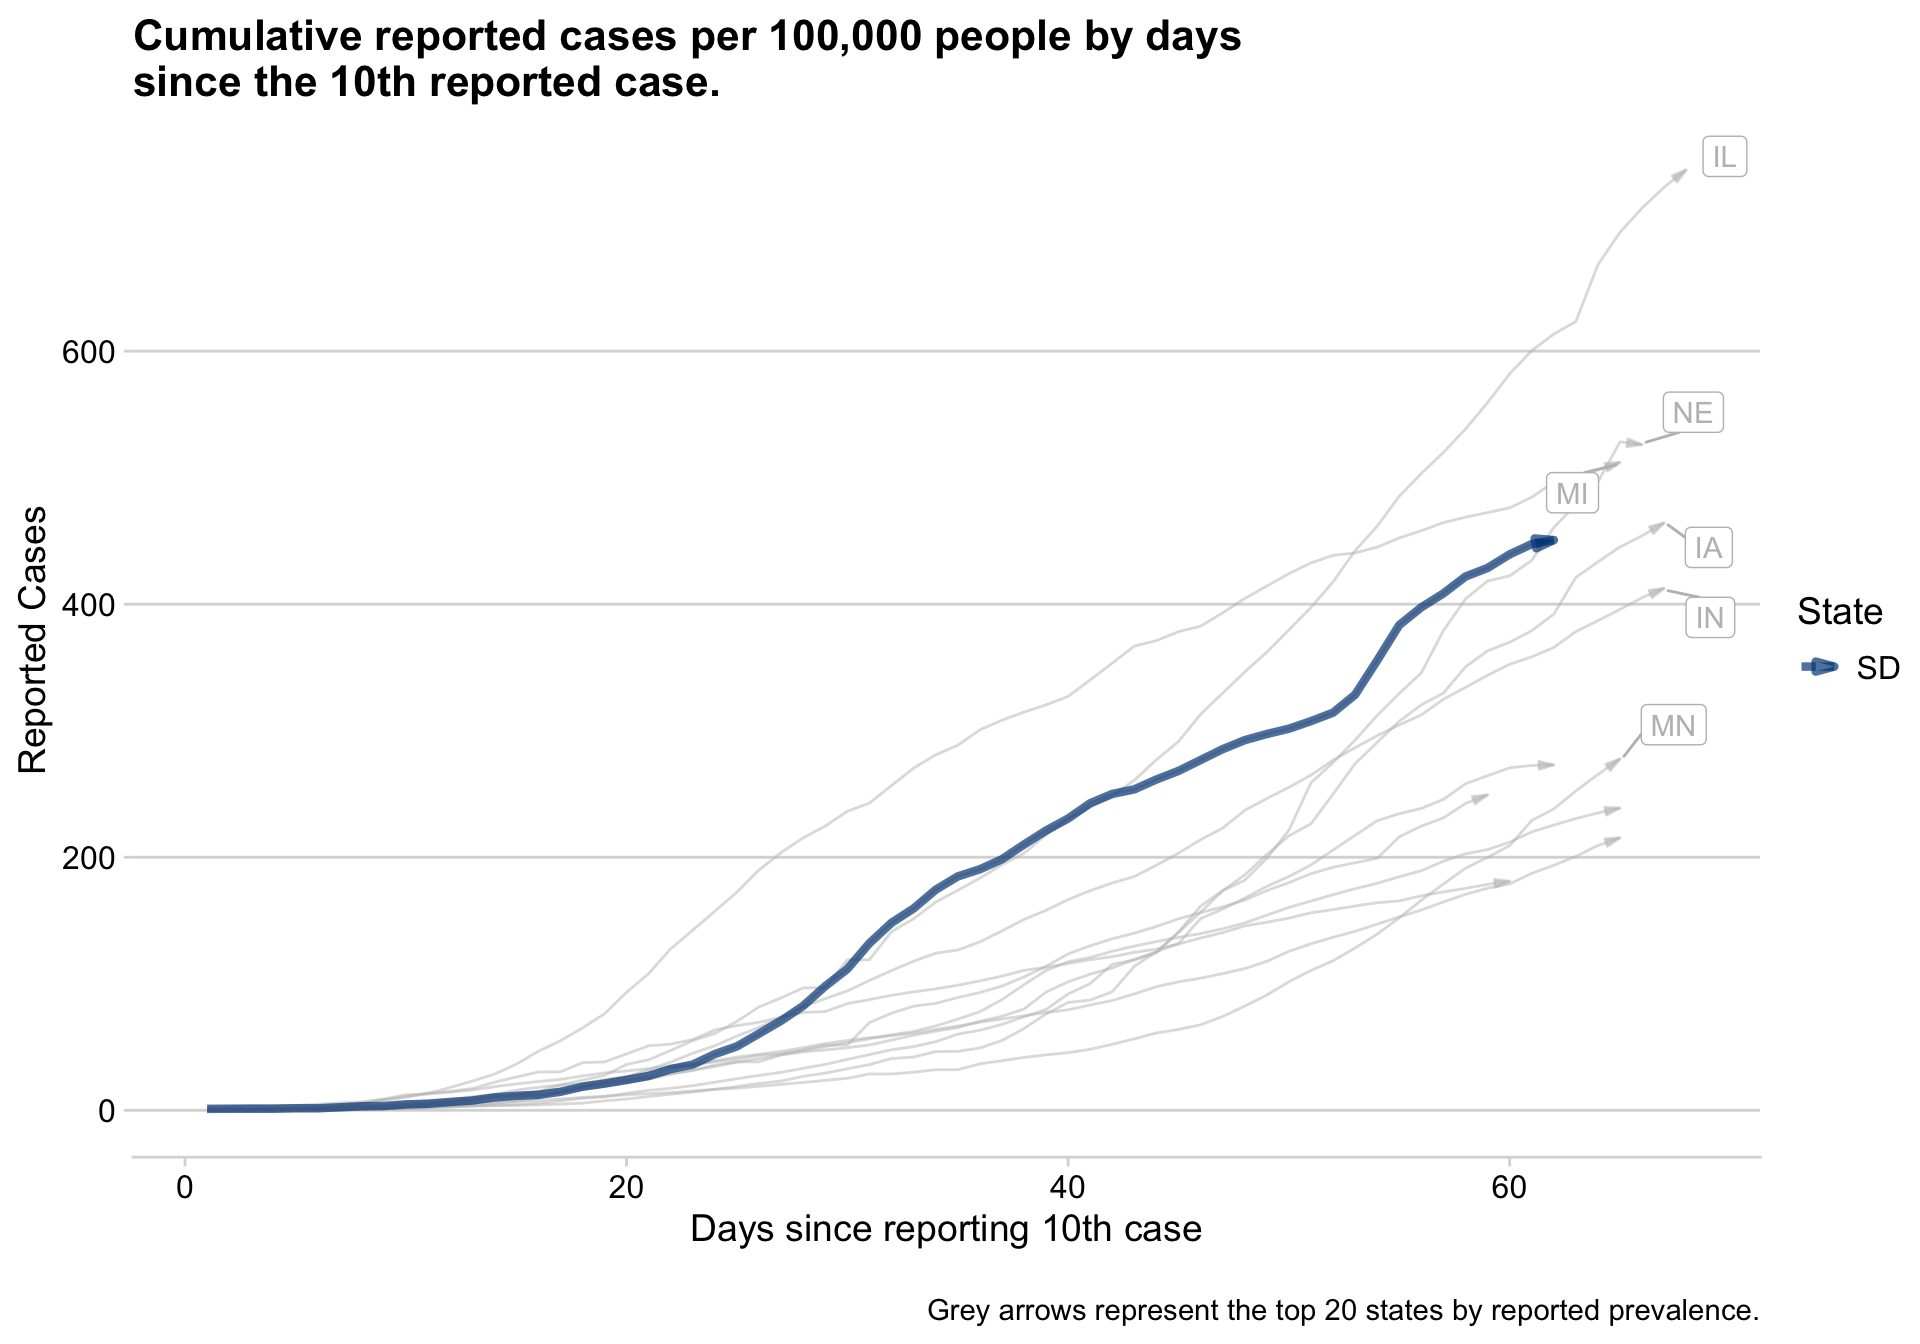 Cumulative reported cases per 100,000 people by days
since the 10th reported case.
IL
600
NE
MI
IA
400
IN
State
SD
MN
200
0
Reported Cases
0 20 40 60
Days since reporting 10th case
Grey arrows represent the top 20 states by reported prevalence.